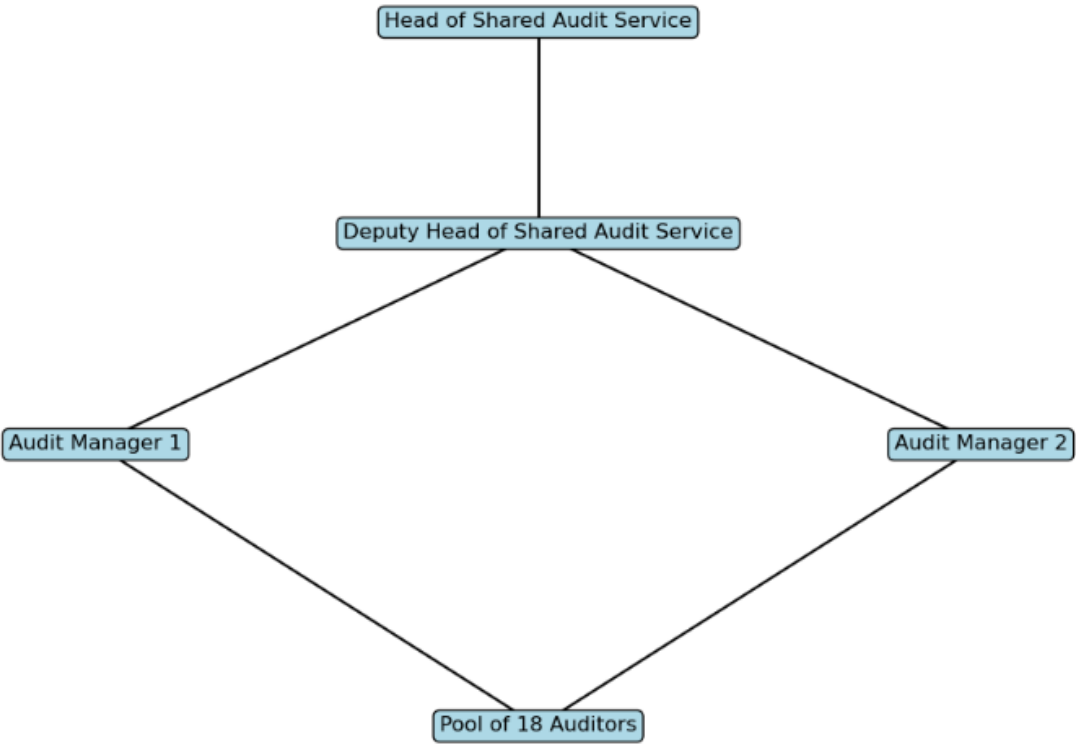 Head of Shared Audit Service
Deputy Head of Shared Audit Service
Audit Manager 1
Audit Manager 2
Pool of 18 Auditors